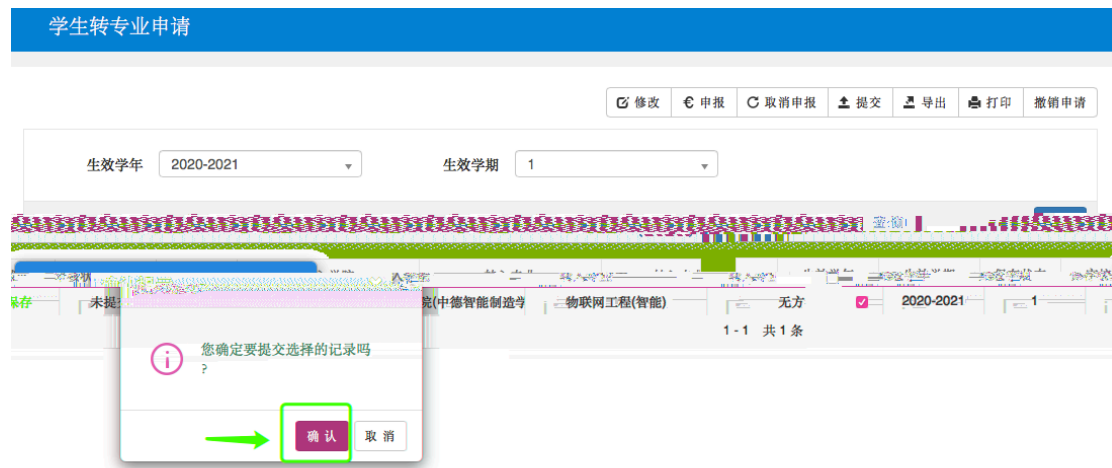 学生转专业申请
修改 申报 取消申报 提交 导出 打印 撤销申请
生效学年 2020-2021 生效学期 1
未提 院(中德智能制造学 物联网工程(智能) 无方 2020-2021 1
1 - 1 共 1 条
您确定要提交选择的记录吗
?
确认 取消